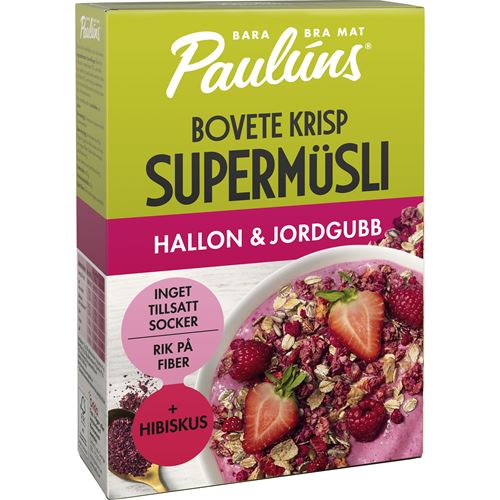 BARA BRA MAT
Paulúns®
BOVETE KRISP
SUPERMÜSLI
HALLON & JORDGUBB
INGET
TILLSATT
SOCKER
RIK PÅ
FIBER
+
HIBISKUS